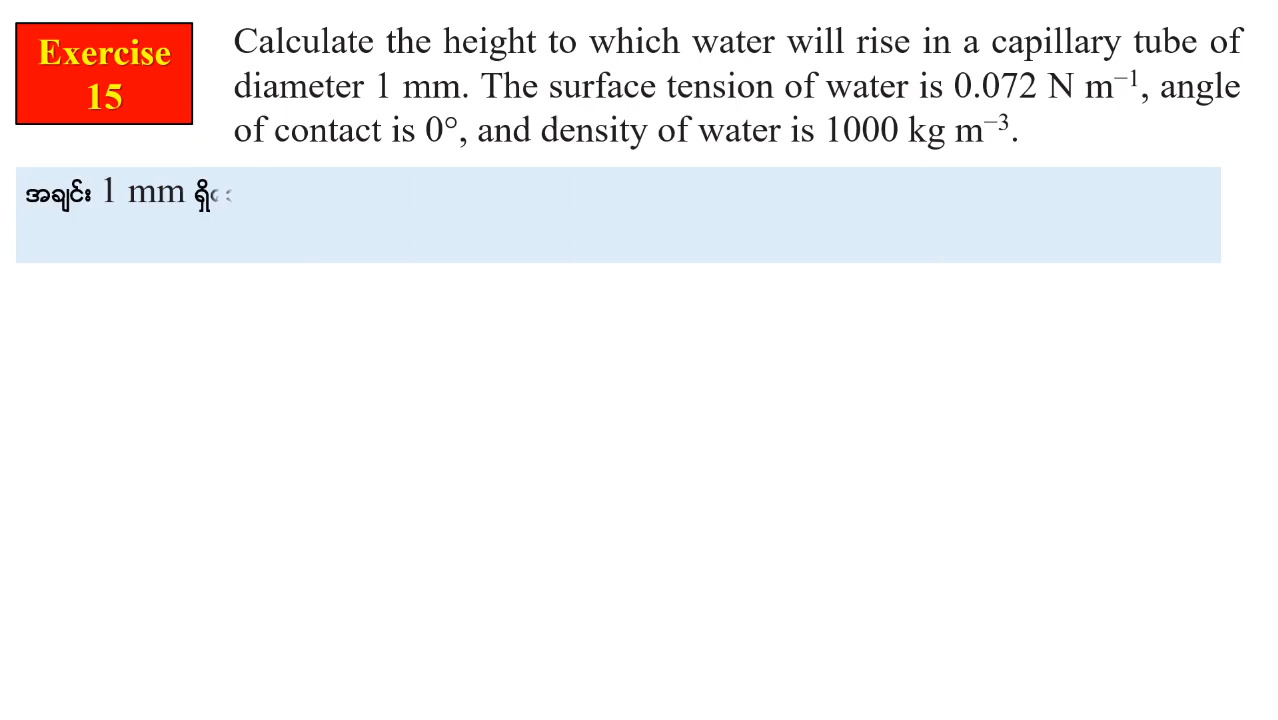 Exercise
15
Calculate the height to which water will rise in a capillary tube of
diameter 1 mm. The surface tension of water is 0.072 N m⁻¹, angle
of contact is 0°, and density of water is 1000 kg m⁻³.
အချင်း 1 mm